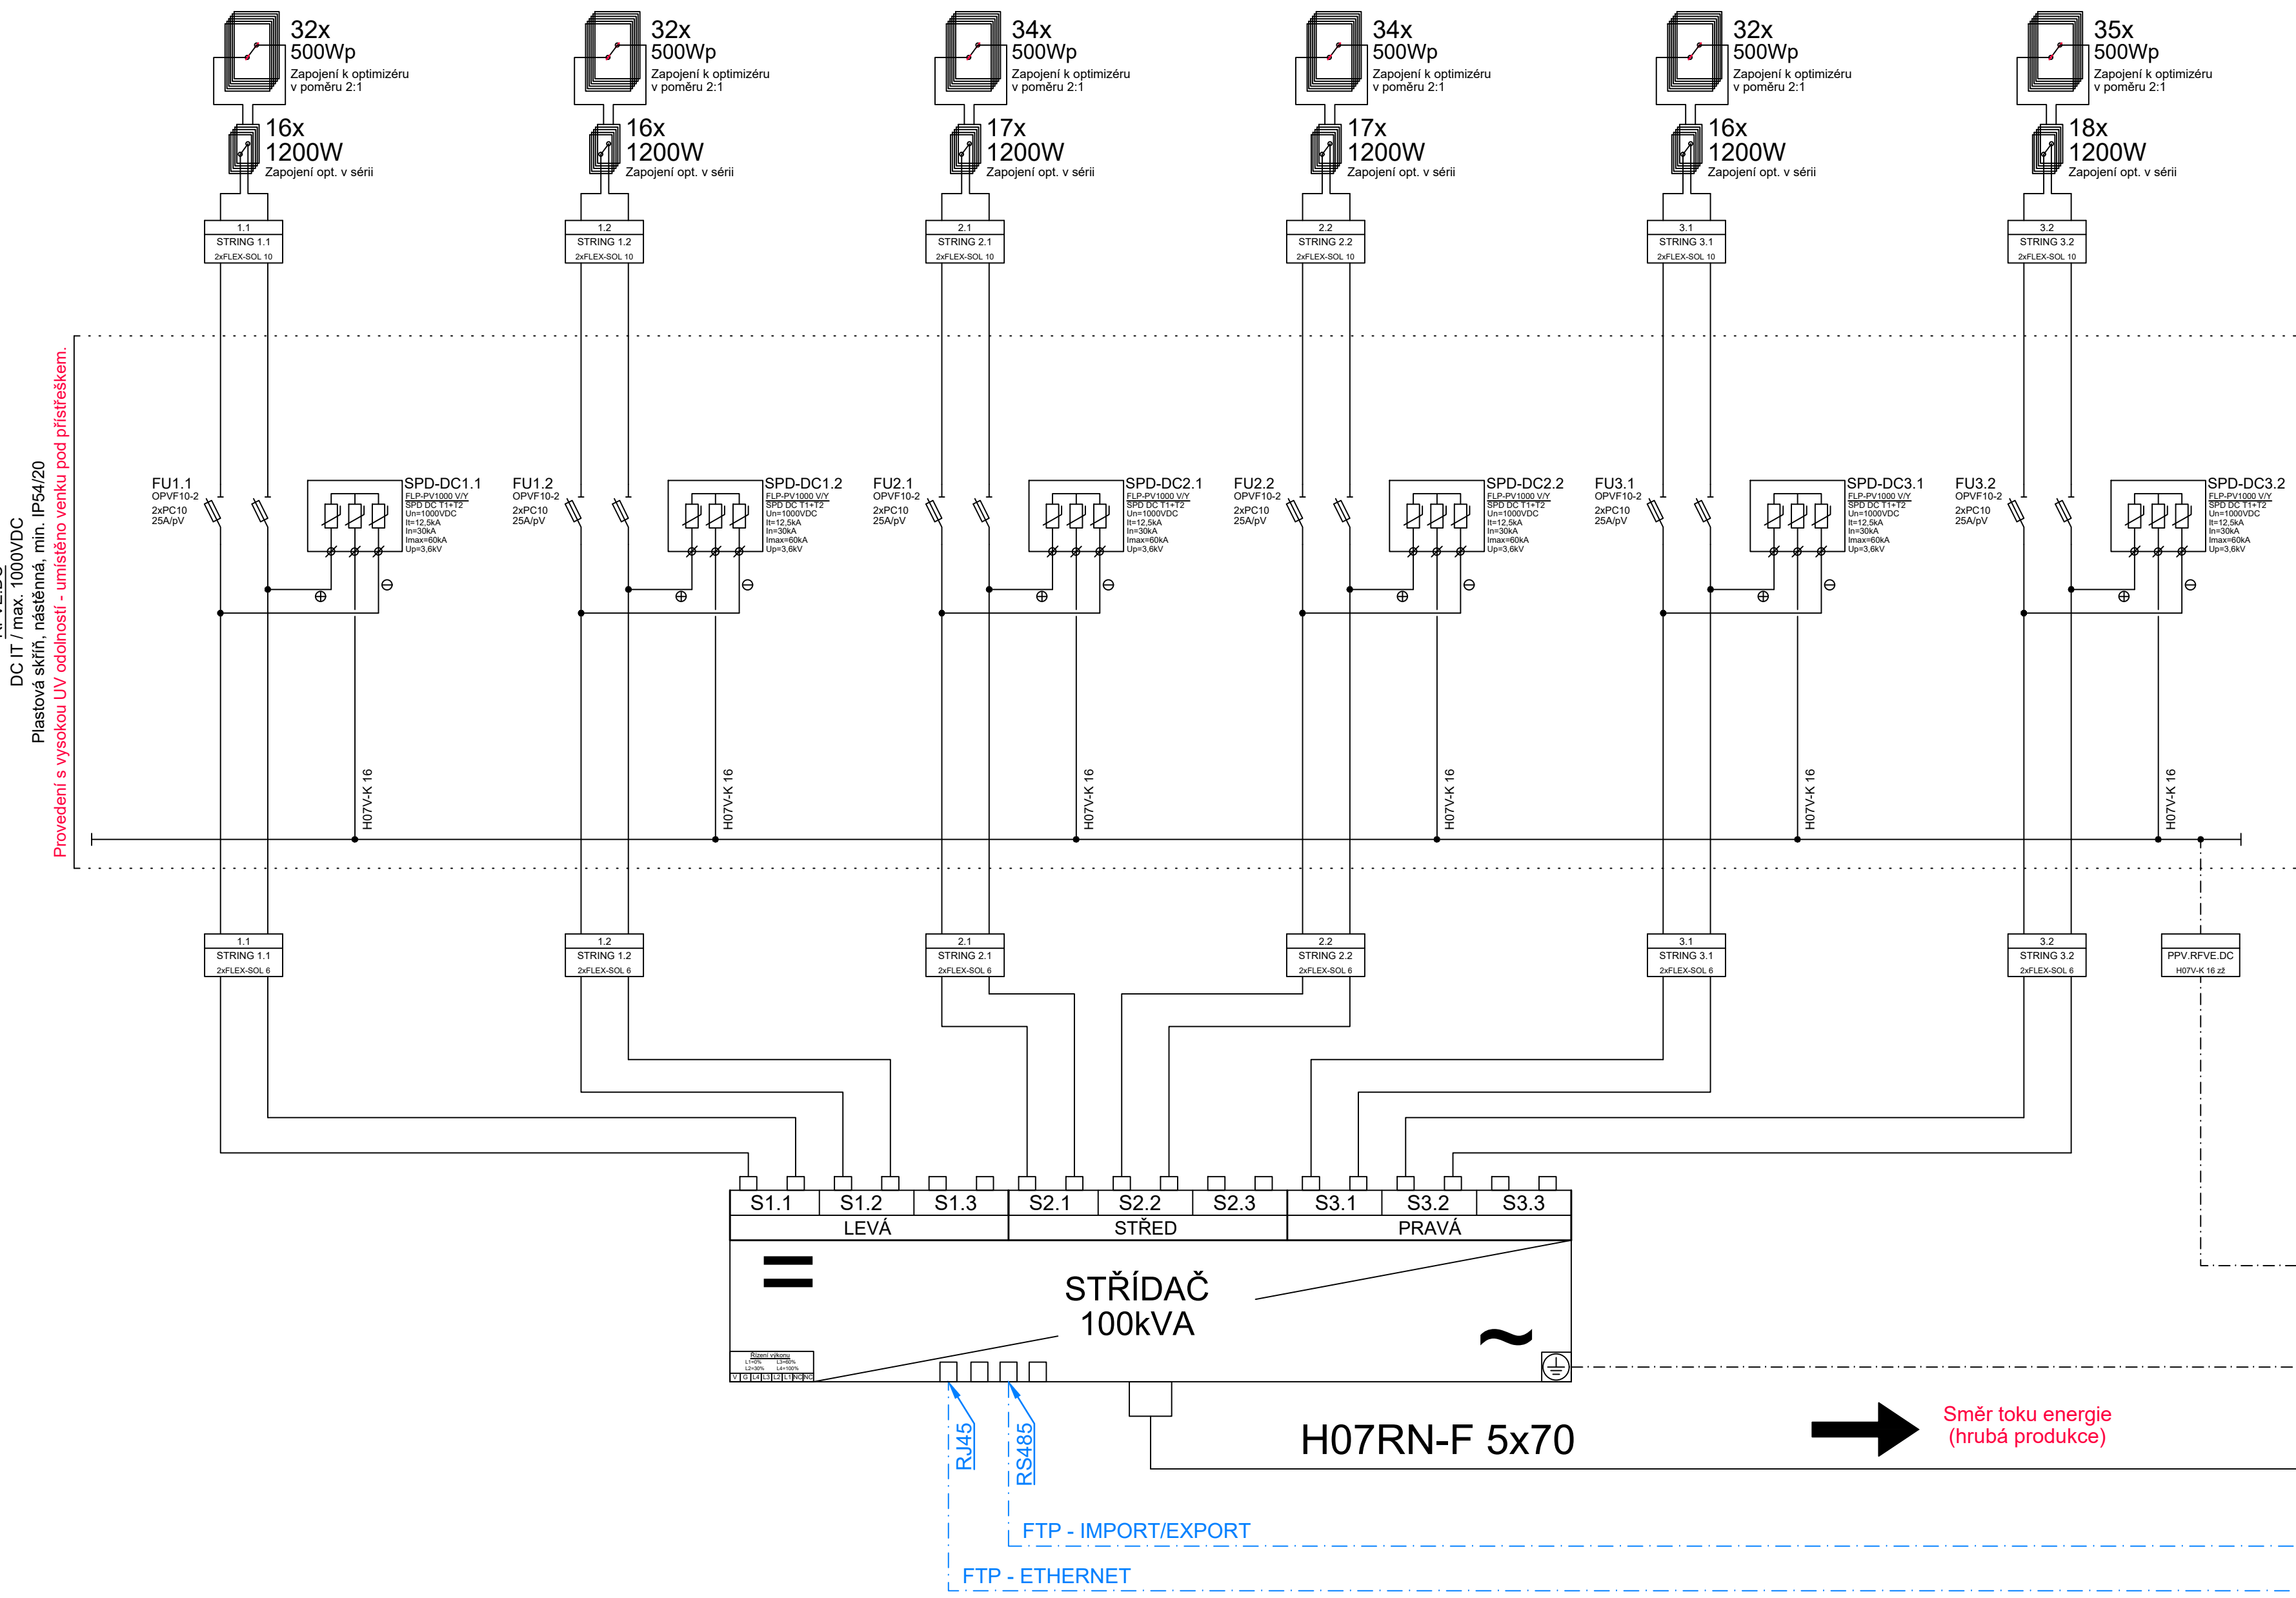 32x
500Wp
Zapojení k optimizéru
v poměru 2:1
16x
1200W
Zapojení opt. v sérii
1.1
STRING 1.1
2xFLEX-SOL 10
32x
500Wp
Zapojení k optimizéru
v poměru 2:1
16x
1200W
Zapojení opt. v sérii
1.2
STRING 1.2
2xFLEX-SOL 10
34x
500Wp
Zapojení k optimizéru
v poměru 2:1
17x
1200W
Zapojení opt. v sérii
2.1
STRING 2.1
2xFLEX-SOL 10
34x
500Wp
Zapojení k optimizéru
v poměru 2:1
17x
1200W
Zapojení opt. v sérii
2.2
STRING 2.2
2xFLEX-SOL 10
32x
500Wp
Zapojení k optimizéru
v poměru 2:1
16x
1200W
Zapojení opt. v sérii
3.1
STRING 3.1
2xFLEX-SOL 10
35x
500Wp
Zapojení k optimizéru
v poměru 2:1
18x
1200W
Zapojení opt. v sérii
3.2
STRING 3.2
2xFLEX-SOL 10
DC IT / max. 1000VDC
Plastová skříň, nástěnná, min. IP54/20
Provedení s vysokou UV odolností - umístěno venku pod přístřeškem.
FU1.1
OPVF10-2
2xPC10
25A/pV
SPD-DC1.1
FLP-PV1000 V/Y
SPD DC T1+T2
Un=1000VDC
It=12,5kA
In=30kA
Imax=60kA
Up=3,6kV
H07V-K 16
FU1.2
OPVF10-2
2xPC10
25A/pV
SPD-DC1.2
FLP-PV1000 V/Y
SPD DC T1+T2
Un=1000VDC
It=12,5kA
In=30kA
Imax=60kA
Up=3,6kV
H07V-K 16
FU2.1
OPVF10-2
2xPC10
25A/pV
SPD-DC2.1
FLP-PV1000 V/Y
SPD DC T1+T2
Un=1000VDC
It=12,5kA
In=30kA
Imax=60kA
Up=3,6kV
H07V-K 16
FU2.2
OPVF10-2
2xPC10
25A/pV
SPD-DC2.2
FLP-PV1000 V/Y
SPD DC T1+T2
Un=1000VDC
It=12,5kA
In=30kA
Imax=60kA
Up=3,6kV
H07V-K 16
FU3.1
OPVF10-2
2xPC10
25A/pV
SPD-DC3.1
FLP-PV1000 V/Y
SPD DC T1+T2
Un=1000VDC
It=12,5kA
In=30kA
Imax=60kA
Up=3,6kV
H07V-K 16
FU3.2
OPVF10-2
2xPC10
25A/pV
SPD-DC3.2
FLP-PV1000 V/Y
SPD DC T1+T2
Un=1000VDC
It=12,5kA
In=30kA
Imax=60kA
Up=3,6kV
H07V-K 16
1.1
STRING 1.1
2xFLEX-SOL 6
1.2
STRING 1.2
2xFLEX-SOL 6
2.1
STRING 2.1
2xFLEX-SOL 6
2.2
STRING 2.2
2xFLEX-SOL 6
3.1
STRING 3.1
2xFLEX-SOL 6
3.2
STRING 3.2
2xFLEX-SOL 6
PPV.RFVE.DC
H07V-K 16 zž
S1.1 S1.2 S1.3 S2.1 S2.2 S2.3 S3.1 S3.2 S3.3
LEVÁ STŘED PRAVÁ
STŘÍDAČ
100kVA
Řízení výkonu
L1=0% L3=60%
L2=30% L4=100%
V G L4 L3 L2 L1 NC NC
RJ45
RS485
H07RN-F 5x70
Směr toku energie
(hrubá produkce)
FTP - IMPORT/EXPORT
FTP - ETHERNET